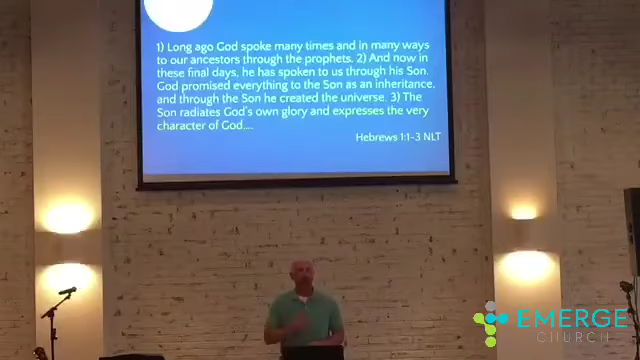 1) Long ago God spoke many times and in many ways
to our ancestors through the prophets. 2) And now in
these final days, he has spoken to us through his Son.
God promised everything to the Son as an inheritance,
and through the Son he created the universe. 3) The
Son radiates God's own glory and expresses the very
character of God....
Hebrews 1:1-3 NLT
EMERGE
CHURCH